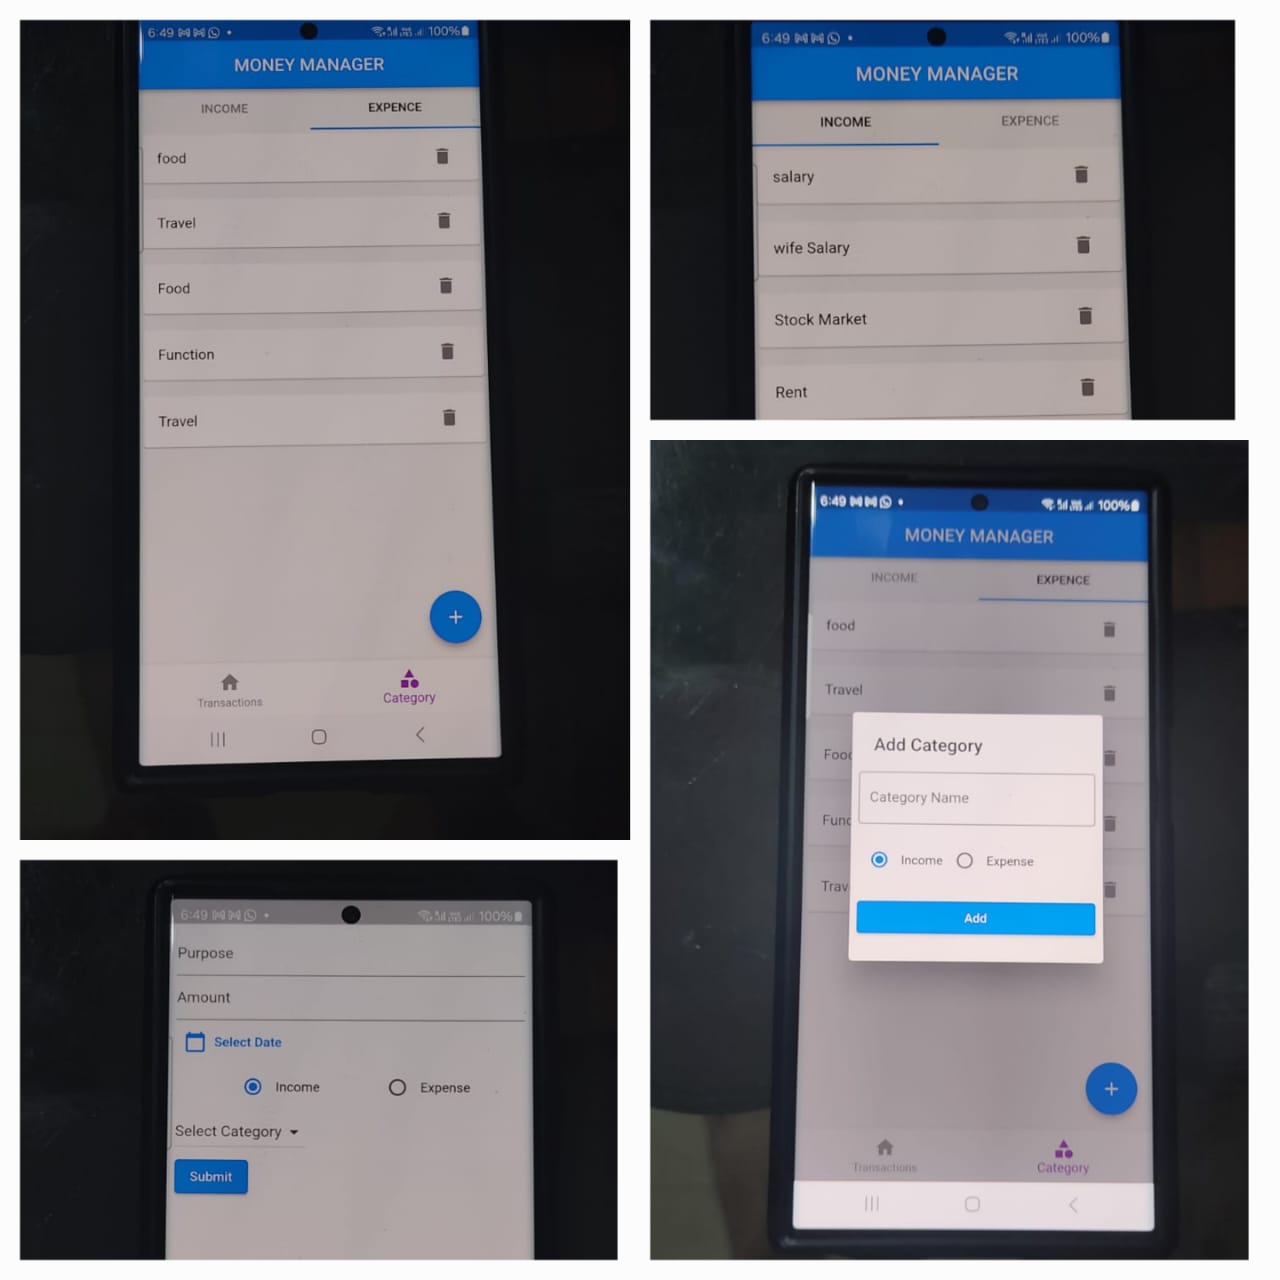 6:49
100%
MONEY MANAGER
INCOME EXPENCE
food
Travel
Food
Function
Travel
+
Transactions Category
6:49
100%
MONEY MANAGER
INCOME EXPENCE
salary
wife Salary
Stock Market
Rent
6:49
100%
Purpose
Amount
Select Date
Income Expense
Select Category
Submit
6:49
100%
MONEY MANAGER
INCOME EXPENCE
food
Travel
Add Category
Foo
Category Name
Func
Income Expense
Trav
Add
+
Transactions Category